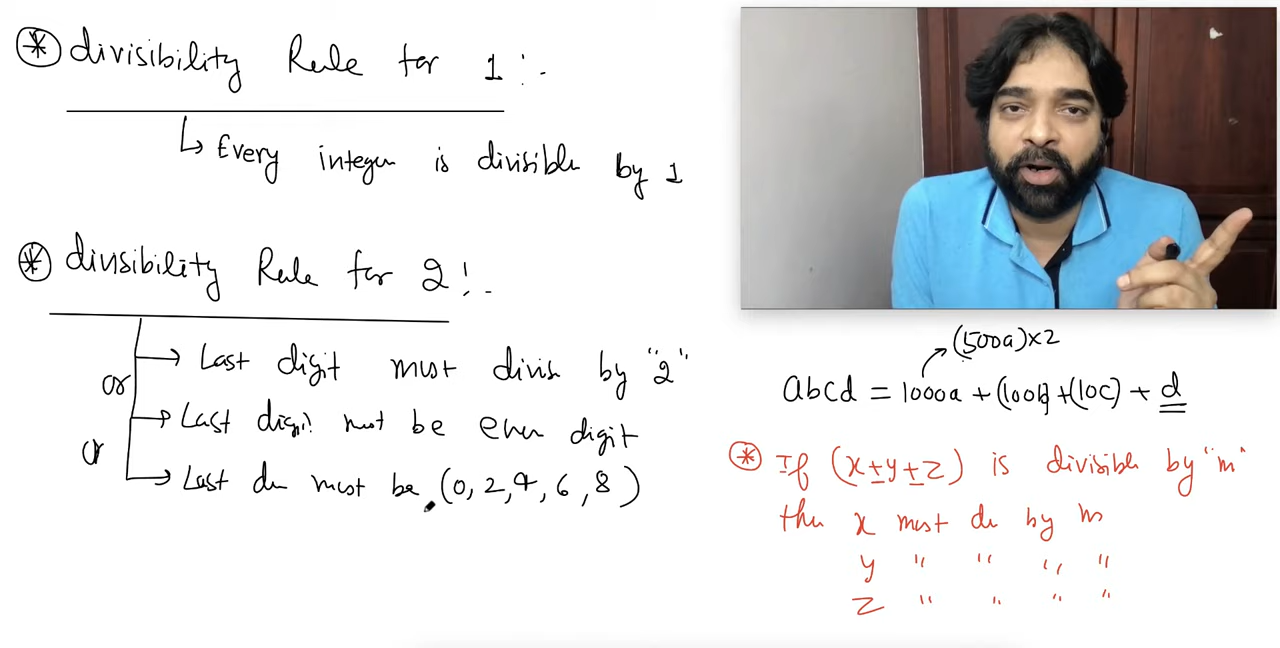 * divisibility Rule for 1 :-
↳ Every integer is divisible by 1
* divisibility Rule for 2 :-
→ Last digit must divis by "2"
or
→ Last digit must be even digit
or
→ Last di must be (0, 2, 4, 6, 8)
(500a)×2
abcd = 1000a + (100b) + (10c) + d
* If (x±y±z) is divisible by "m"
then x must di by m
y " " " "
z " " " "